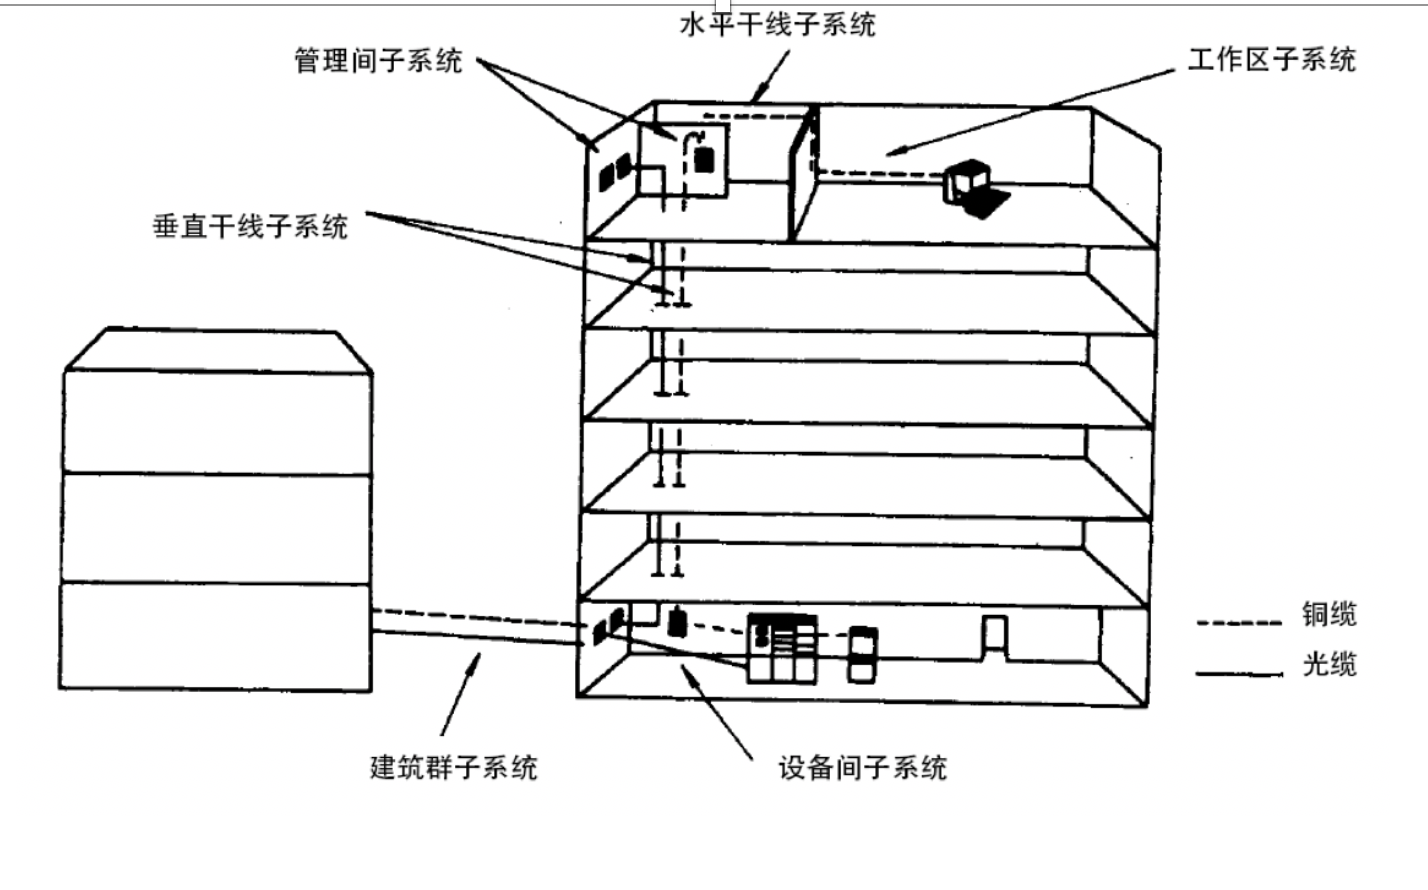 水平干线子系统
管理间子系统
工作区子系统
垂直干线子系统
铜缆
光缆
建筑群子系统
设备间子系统